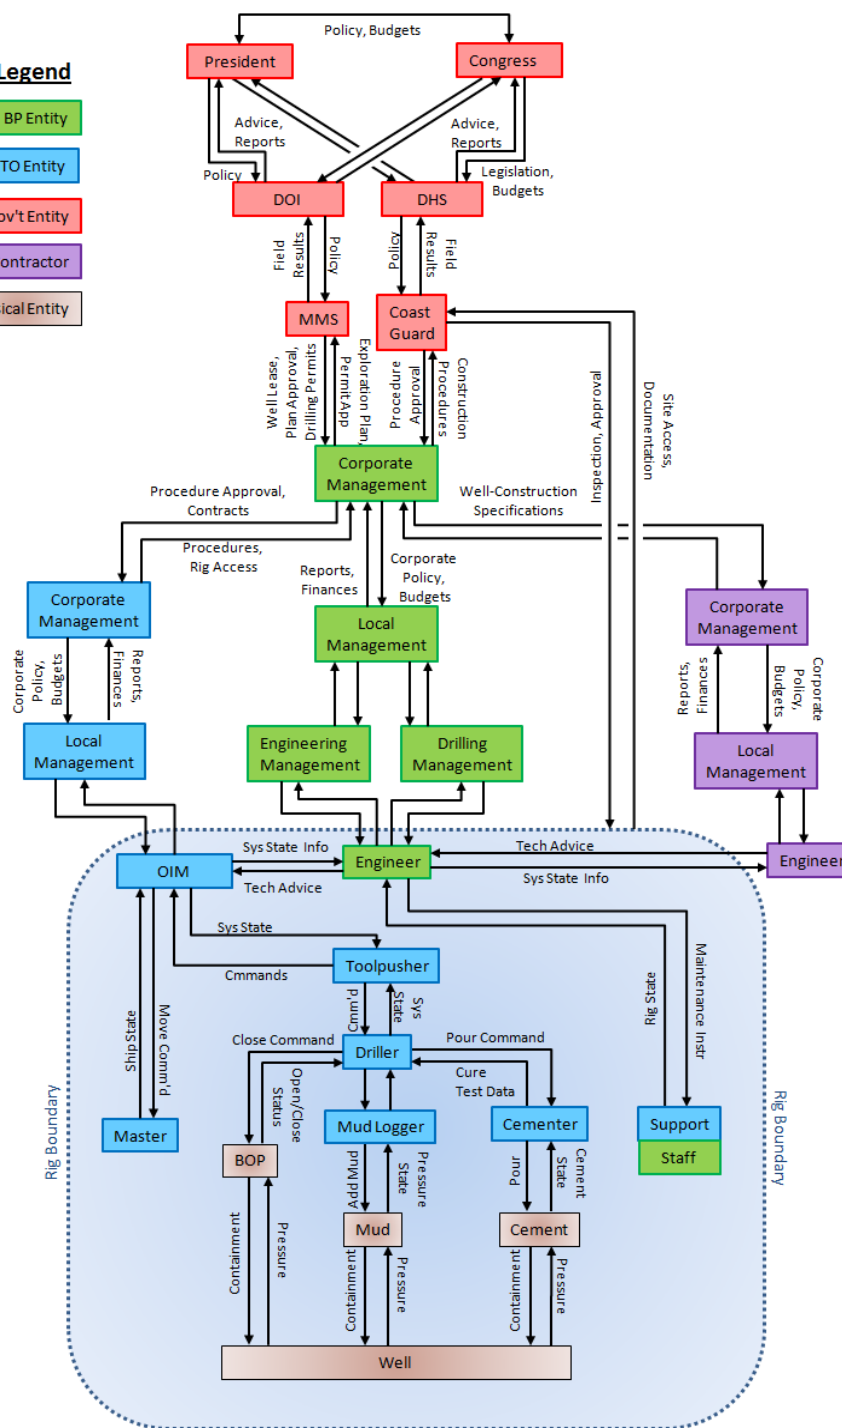 Policy, Budgets
President
Congress
Legend
BP Entity
TO Entity
ov't Entity
ontractor
sical Entity
Advice,
Reports
Policy
Advice,
Reports
Legislation,
Budgets
DOI
DHS
Field
Results
Policy
Policy
Field
Results
MMS
Coast
Guard
Well Lease,
Plan Approval,
Drilling Permits
Exploration Plan,
Permit App
Procedure
Approval
Construction
Procedures
Inspection, Approval
Site Access,
Documentation
Corporate
Management
Procedure Approval,
Contracts
Procedures,
Rig Access
Well-Construction
Specifications
Reports,
Finances
Corporate
Policy,
Budgets
Corporate
Management
Local
Management
Corporate
Management
Corporate
Policy,
Budgets
Reports,
Finances
Reports,
Finances
Corporate
Policy,
Budgets
Local
Management
Engineering
Management
Drilling
Management
Local
Management
OIM
Sys State Info
Tech Advice
Engineer
Tech Advice
Sys State Info
Engineer
Sys State
Cmmands
Toolpusher
Cmm'd
Sys
State
Ship State
Move Comm'd
Rig State
Maintenance Instr
Close Command
Driller
Pour Command
Open/Close
Status
Cure
Test Data
Master
BOP
Mud Logger
Cementer
Support
Staff
Rig Boundary
Rig Boundary
Add Mud
Pressure
State
Pour
Cement
State
Mud
Cement
Containment
Pressure
Containment
Pressure
Containment
Pressure
Well